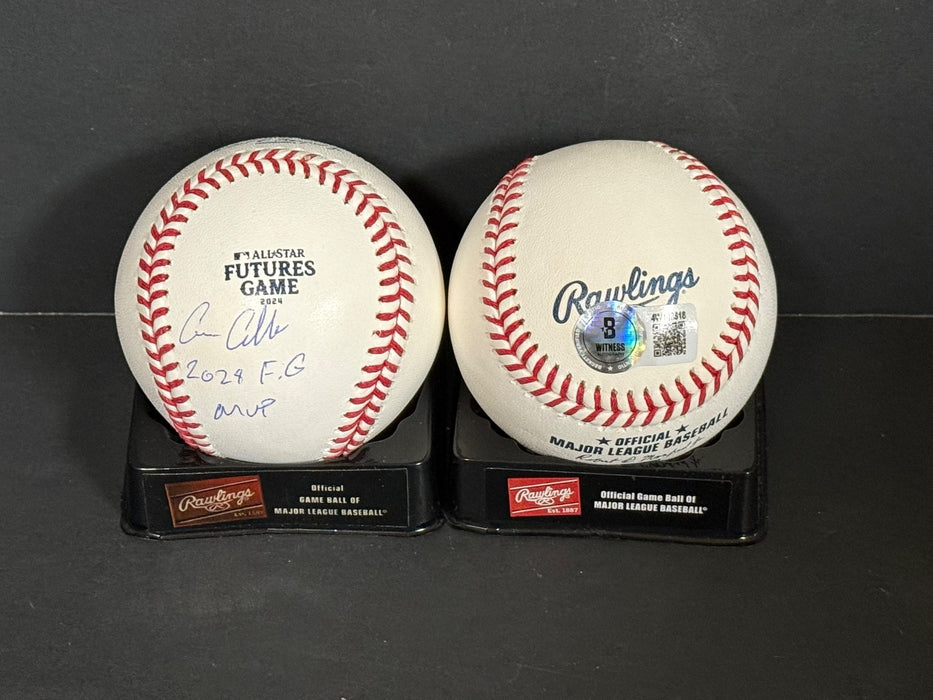 ALL★STAR
FUTURES
GAME
2024
2024 F.G
MVP
Rawlings
B
WITNESS
★ OFFICIAL ★
MAJOR LEAGUE BASEBALL
Rawlings
Official
GAME BALL OF
MAJOR LEAGUE BASEBALL®
Rawlings
Est. 1887
Official Game Ball Of
MAJOR LEAGUE BASEBALL®